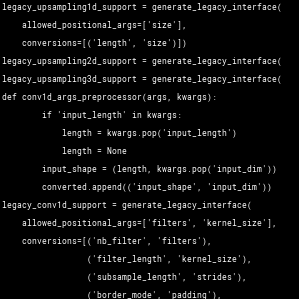 legacy_upsampling1d_support = generate_legacy_interface(
    allowed_positional_args=['size'],
    conversions=[('length', 'size')])
legacy_upsampling2d_support = generate_legacy_interface(
legacy_upsampling3d_support = generate_legacy_interface(
def conv1d_args_preprocessor(args, kwargs):
        if 'input_length' in kwargs:
            length = kwargs.pop('input_length')
            length = None
        input_shape = (length, kwargs.pop('input_dim'))
        converted.append(('input_shape', 'input_dim'))
legacy_conv1d_support = generate_legacy_interface(
    allowed_positional_args=['filters', 'kernel_size'],
    conversions=[('nb_filter', 'filters'),
                 ('filter_length', 'kernel_size'),
                 ('subsample_length', 'strides'),
                 ('border_mode', 'padding'),